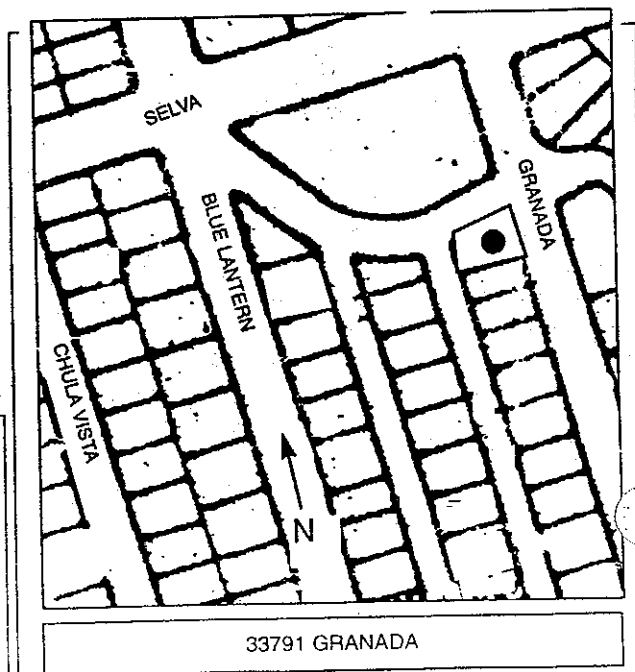 SELVA
BLUE LANTERN
GRANADA
CHULA VISTA
N
33791 GRANADA